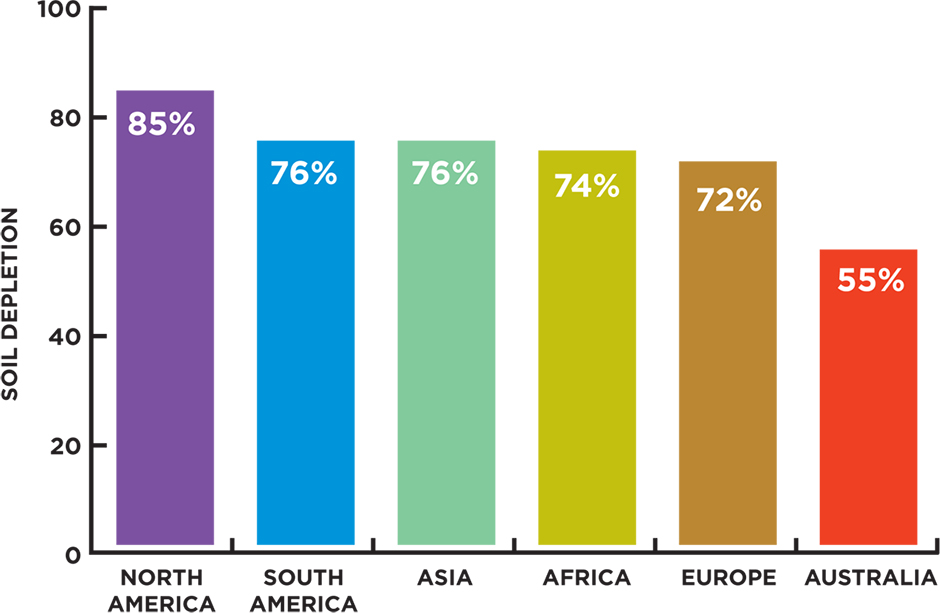 100
80
60
40
20
0
SOIL DEPLETION
85%
76%
76%
74%
72%
55%
NORTH
AMERICA
SOUTH
AMERICA
ASIA
AFRICA
EUROPE
AUSTRALIA